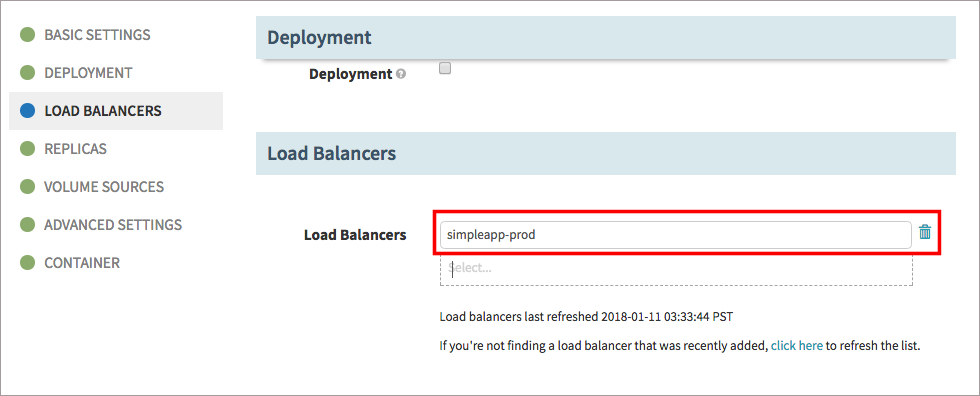 BASIC SETTINGS
DEPLOYMENT
LOAD BALANCERS
REPLICAS
VOLUME SOURCES
ADVANCED SETTINGS
CONTAINER
Deployment
Deployment ?
Load Balancers
Load Balancers
simpleapp-prod
Select...
Load balancers last refreshed 2018-01-11 03:33:44 PST
If you're not finding a load balancer that was recently added, click here to refresh the list.